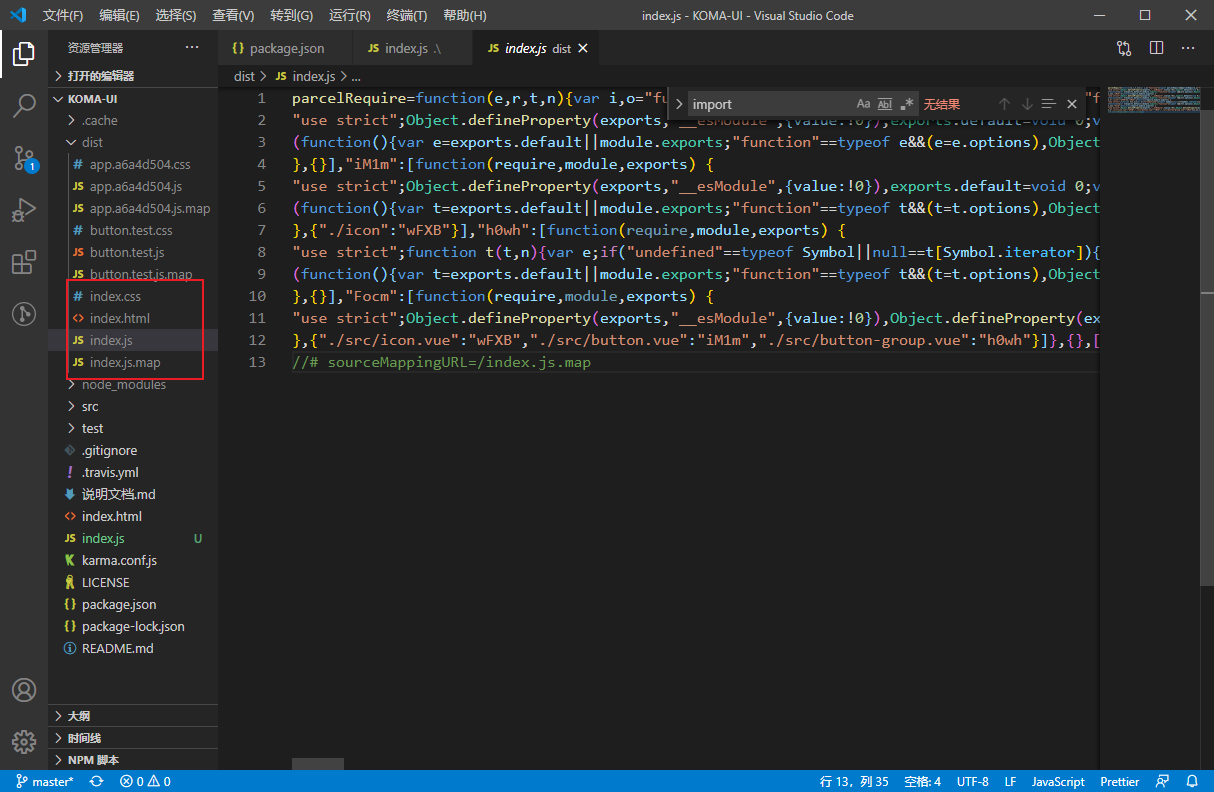 文件(F) 编辑(E) 选择(S) 查看(V) 转到(G) 运行(R) 终端(T) 帮助(H) index.js - KOMA-UI - Visual Studio Code
资源管理器 ···
打开的编辑器
KOMA-UI
.cache
dist
# app.a6a4d504.css
JS app.a6a4d504.js
JS app.a6a4d504.js.map
# button.test.css
JS button.test.js
JS button.test.js.map
# index.css
<> index.html
JS index.js
JS index.js.map
node_modules
src
test
.gitignore
! .travis.yml
说明文档.md
<> index.html
JS index.js U
karma.conf.js
LICENSE
{} package.json
{} package-lock.json
README.md
大纲
时间线
NPM 脚本
1
{} package.json JS index.js .\ JS index.js dist
dist > JS index.js > ...
import Aa Abl .* 无结果
1 parcelRequire=function(e,r,t,n){var i,o="fu
2 "use strict";Object.defineProperty(exports,"__esModule",{value:!0}),exports.default=void 0;v
3 (function(){var e=exports.default||module.exports;"function"==typeof e&&(e=e.options),Object
4 },{}],"iM1m":[function(require,module,exports) {
5 "use strict";Object.defineProperty(exports,"__esModule",{value:!0}),exports.default=void 0;v
6 (function(){var t=exports.default||module.exports;"function"==typeof t&&(t=t.options),Object
7 },{"./icon":"wFXB"}],"h0wh":[function(require,module,exports) {
8 "use strict";function t(t,n){var e;if("undefined"==typeof Symbol||null==t[Symbol.iterator]){
9 (function(){var t=exports.default||module.exports;"function"==typeof t&&(t=t.options),Object
10 },{}],"Focm":[function(require,module,exports) {
11 "use strict";Object.defineProperty(exports,"__esModule",{value:!0}),Object.defineProperty(ex
12 },{"./src/icon.vue":"wFXB","./src/button.vue":"iM1m","./src/button-group.vue":"h0wh"}]},{},[
13 //# sourceMappingURL=/index.js.map
master* 0 0 行 13，列 35 空格: 4 UTF-8 LF JavaScript Prettier